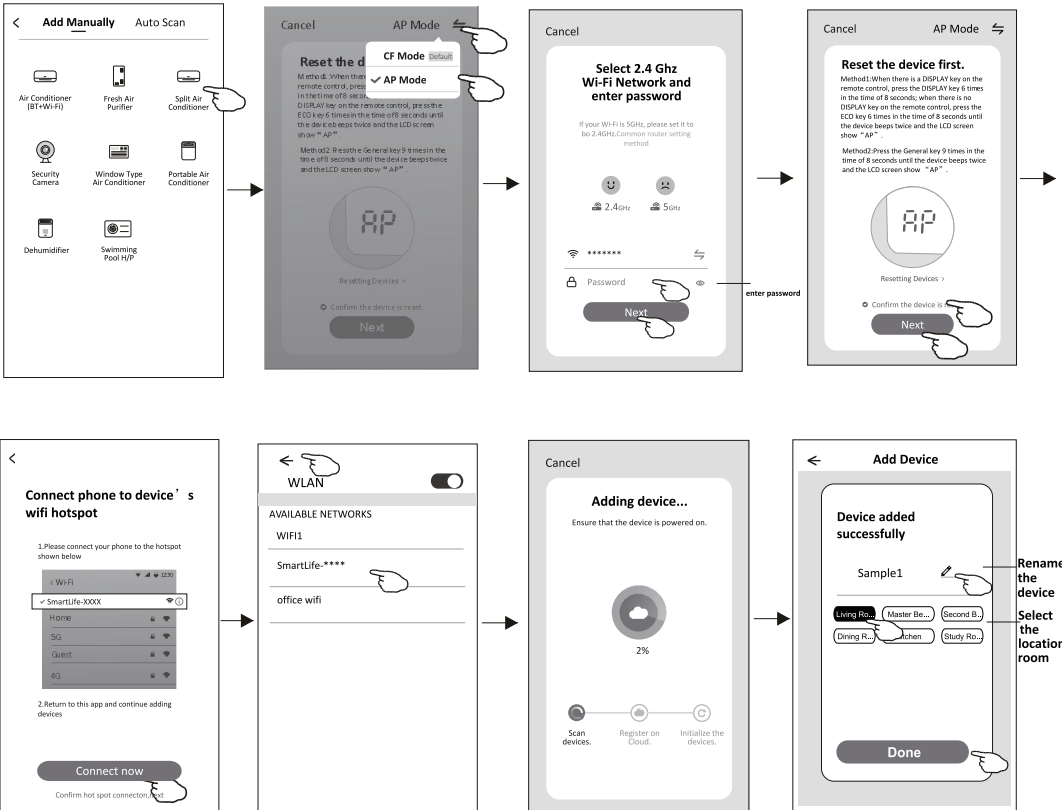 Add Manually Auto Scan
Air Conditioner
(BT+Wi-Fi)
Fresh Air
Purifier
Split Air
Conditioner
Security
Camera
Window Type
Air Conditioner
Portable Air
Conditioner
Dehumidifier
Swimming
Pool H/P
Cancel AP Mode
CF Mode Default
AP Mode
Reset the d
Method1:When there
remote control, press
in the time of 8 secon
DISPLAY key on the remote control, press the
ECO key 6 times in the time of 8 seconds until
the device beeps twice and the LCD screen
show “AP”.
Method2: Press the General key 9 times in the
time of 8 seconds until the device beeps twice
and the LCD screen show “AP”.
AP
Resetting Devices >
Confirm the device is reset.
Next
Cancel
Select 2.4 Ghz
Wi-Fi Network and
enter password
If your Wi-Fi is 5GHz, please set it to
bo 2.4GHz.Common router setting
method
2.4GHz 5GHz
*******
Password
enter password
Next
Cancel AP Mode
Reset the device first.
Method1:When there is a DISPLAY key on the
remote control, press the DISPLAY key 6 times
in the time of 8 seconds; when there is no
DISPLAY key on the remote control, press the
ECO key 6 times in the time of 8 seconds until
the device beeps twice and the LCD screen
show “AP”.
Method2:Press the General key 9 times in the
time of 8 seconds until the device beeps twice
and the LCD screen show “AP”.
AP
Resetting Devices >
Confirm the device is
Next
Connect phone to device’s
wifi hotspot
1.Please connect your phone to the hotspot
shown below
12:30
< Wi-Fi
SmartLife-XXXX
Home
5G
Guest
4G
2.Return to this app and continue adding
devices
Connect now
Confirm hot spot connecton,next
WLAN
AVAILABLE NETWORKS
WIFI1
SmartLife-****
office wifi
Cancel
Adding device...
Ensure that the device is powered on.
2%
Scan
devices.
Register on
Cloud.
Initialize the
devices.
Add Device
Device added
successfully
Sample1
Rename
the
device
Living Ro... Master Be... Second B..
Dining R... tchen Study Ro...
Select
the
location
room
Done